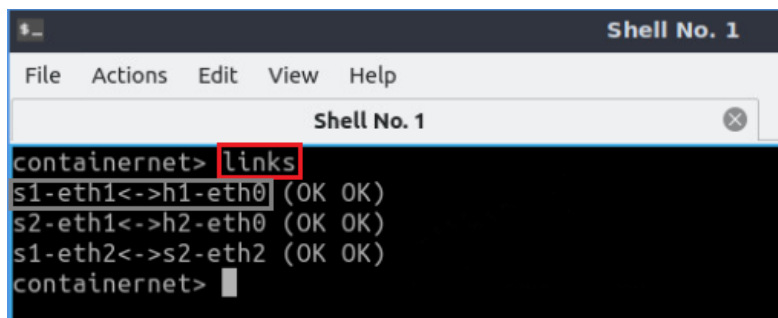 $_
Shell No. 1
File Actions Edit View Help
Shell No. 1
containernet> links
s1-eth1<->h1-eth0 (OK OK)
s2-eth1<->h2-eth0 (OK OK)
s1-eth2<->s2-eth2 (OK OK)
containernet>